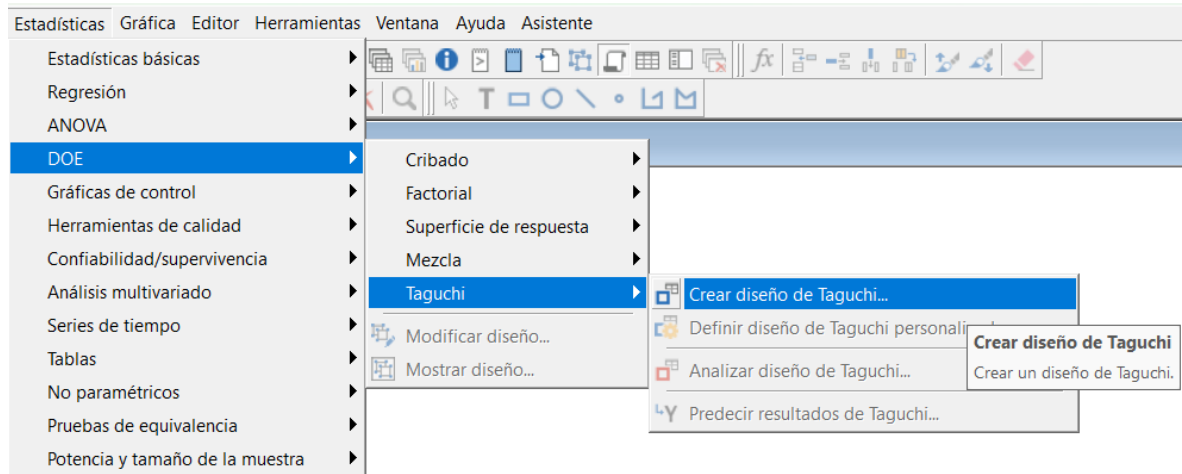 Estadísticas Gráfica Editor Herramientas Ventana Ayuda Asistente
Estadísticas básicas
Regresión
ANOVA
DOE
Gráficas de control
Herramientas de calidad
Confiabilidad/supervivencia
Análisis multivariado
Series de tiempo
Tablas
No paramétricos
Pruebas de equivalencia
Potencia y tamaño de la muestra
Cribado
Factorial
Superficie de respuesta
Mezcla
Taguchi
Modificar diseño...
Mostrar diseño...
Crear diseño de Taguchi...
Definir diseño de Taguchi
Analizar diseño de Taguchi...
Predecir resultados de Taguchi...
Crear diseño de Taguchi
Crear un diseño de Taguchi.